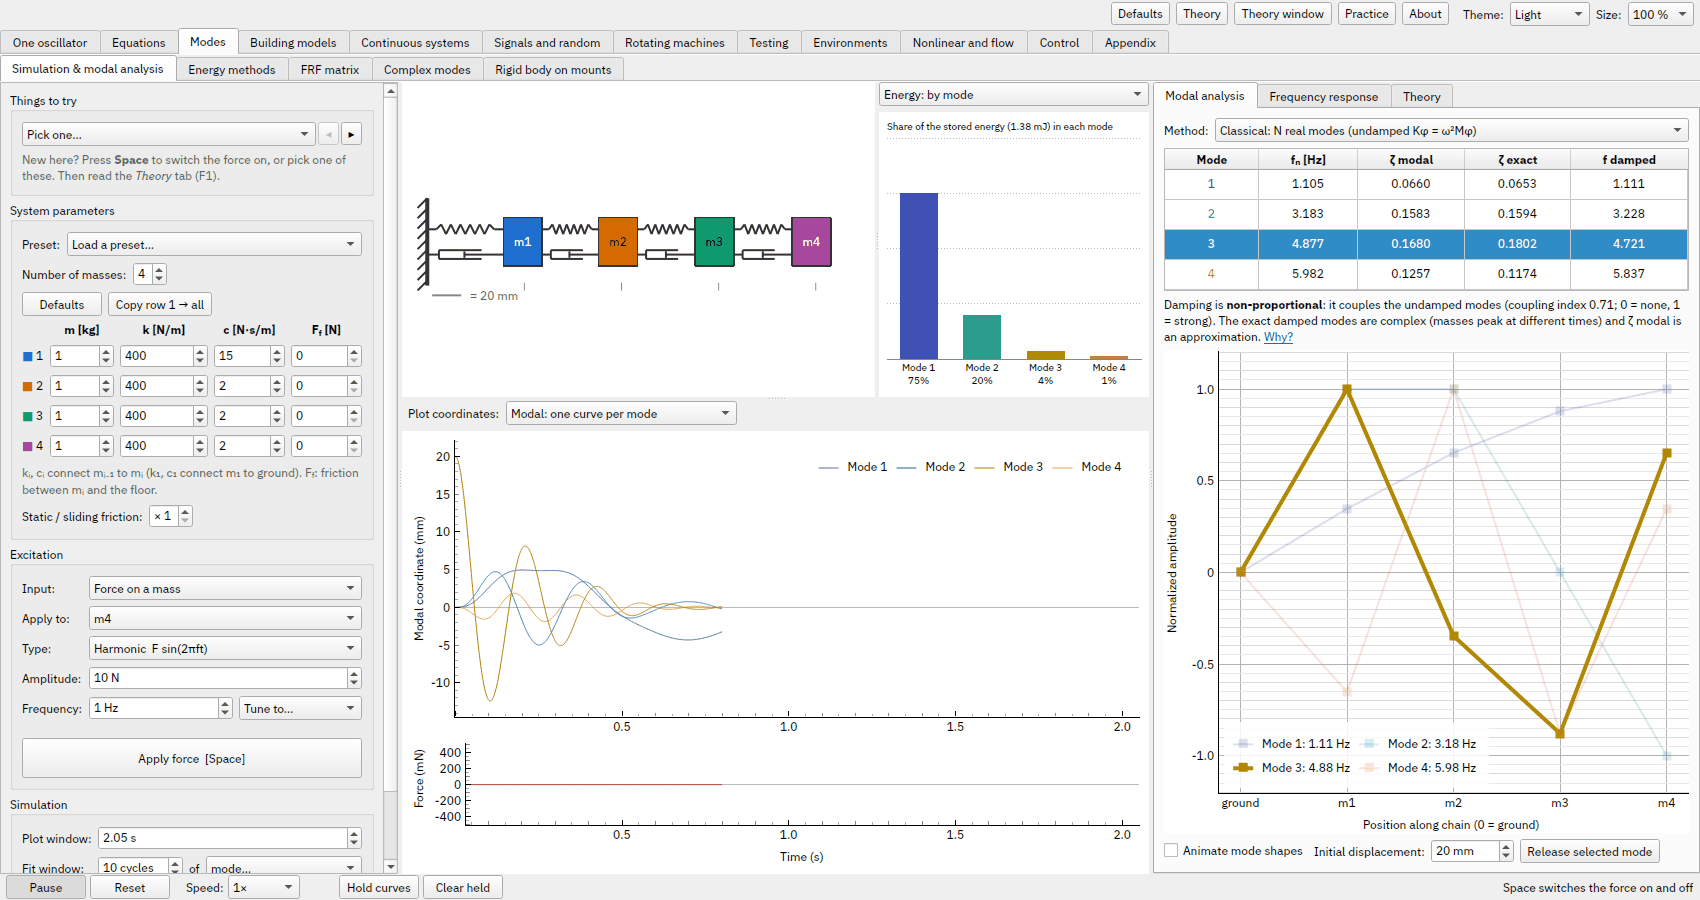 Defaults Theory Theory window Practice About Theme: Light Size: 100 %
One oscillator Equations Modes Building models Continuous systems Signals and random Rotating machines Testing Environments Nonlinear and flow Control Appendix
Simulation & modal analysis Energy methods FRF matrix Complex modes Rigid body on mounts
Things to try
Pick one...
New here? Press Space to switch the force on, or pick one of
these. Then read the Theory tab (F1).
System parameters
Preset: Load a preset...
Number of masses: 4
Defaults Copy row 1 → all
m [kg] k [N/m] c [N·s/m] Ff [N]
1 1 400 15 0
2 1 400 2 0
3 1 400 2 0
4 1 400 2 0
kᵢ, cᵢ connect mᵢ₋₁ to mᵢ (k₁, c₁ connect m1 to ground). Ff: friction
between mᵢ and the floor.
Static / sliding friction: × 1
Excitation
Input: Force on a mass
Apply to: m4
Type: Harmonic F sin(2πft)
Amplitude: 10 N
Frequency: 1 Hz Tune to...
Apply force [Space]
Simulation
Plot window: 2.05 s
Fit window: 10 cycles of mode...
Pause Reset Speed: 1× Hold curves Clear held
m1 m2 m3 m4
= 20 mm
Energy: by mode
Share of the stored energy (1.38 mJ) in each mode
Mode 1 Mode 2 Mode 3 Mode 4
75% 20% 4% 1%
Plot coordinates: Modal: one curve per mode
Modal coordinate (mm)
20
15
10
5
0
-5
-10
Mode 1 Mode 2 Mode 3 Mode 4
0.5 1.0 1.5 2.0
Force (mN)
400
200
0
-200
-400
0.5 1.0 1.5 2.0
Time (s)
Modal analysis Frequency response Theory
Method: Classical: N real modes (undamped Kφ = ω²Mφ)
Mode fₙ [Hz] ζ modal ζ exact f damped
1 1.105 0.0660 0.0653 1.111
2 3.183 0.1583 0.1594 3.228
3 4.877 0.1680 0.1802 4.721
4 5.982 0.1257 0.1174 5.837
Damping is non-proportional: it couples the undamped modes (coupling index 0.71; 0 = none, 1
= strong). The exact damped modes are complex (masses peak at different times) and ζ modal is
an approximation. Why?
Normalized amplitude
1.0
0.5
0
-0.5
-1.0
Mode 1: 1.11 Hz Mode 2: 3.18 Hz
Mode 3: 4.88 Hz Mode 4: 5.98 Hz
ground m1 m2 m3 m4
Position along chain (0 = ground)
Animate mode shapes Initial displacement: 20 mm Release selected mode
Space switches the force on and off